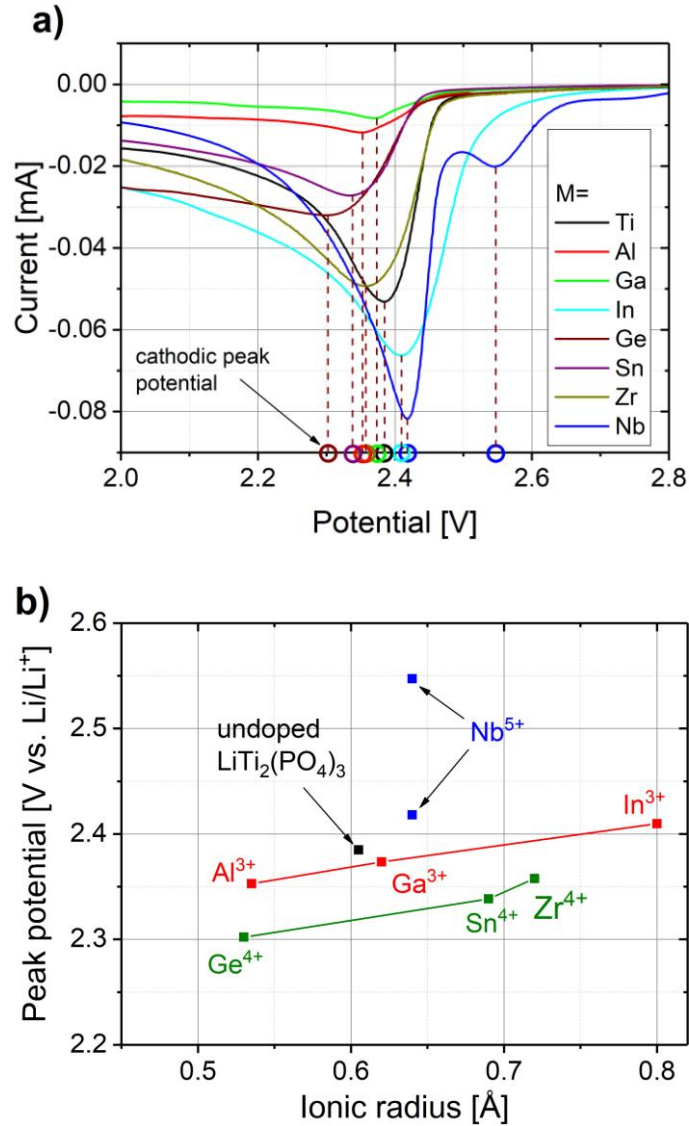 a)
0.00
-0.02
-0.04
-0.06
-0.08
Current [mA]
M=
Ti
Al
Ga
In
Ge
Sn
Zr
Nb
cathodic peak
potential
2.0 2.2 2.4 2.6 2.8
Potential [V]
b)
2.6
2.5
2.4
2.3
2.2
Peak potential [V vs. Li/Li⁺]
undoped
LiTi₂(PO₄)₃
Nb⁵⁺
In³⁺
Al³⁺
Ga³⁺
Sn⁴⁺
Zr⁴⁺
Ge⁴⁺
0.5 0.6 0.7 0.8
Ionic radius [Å]